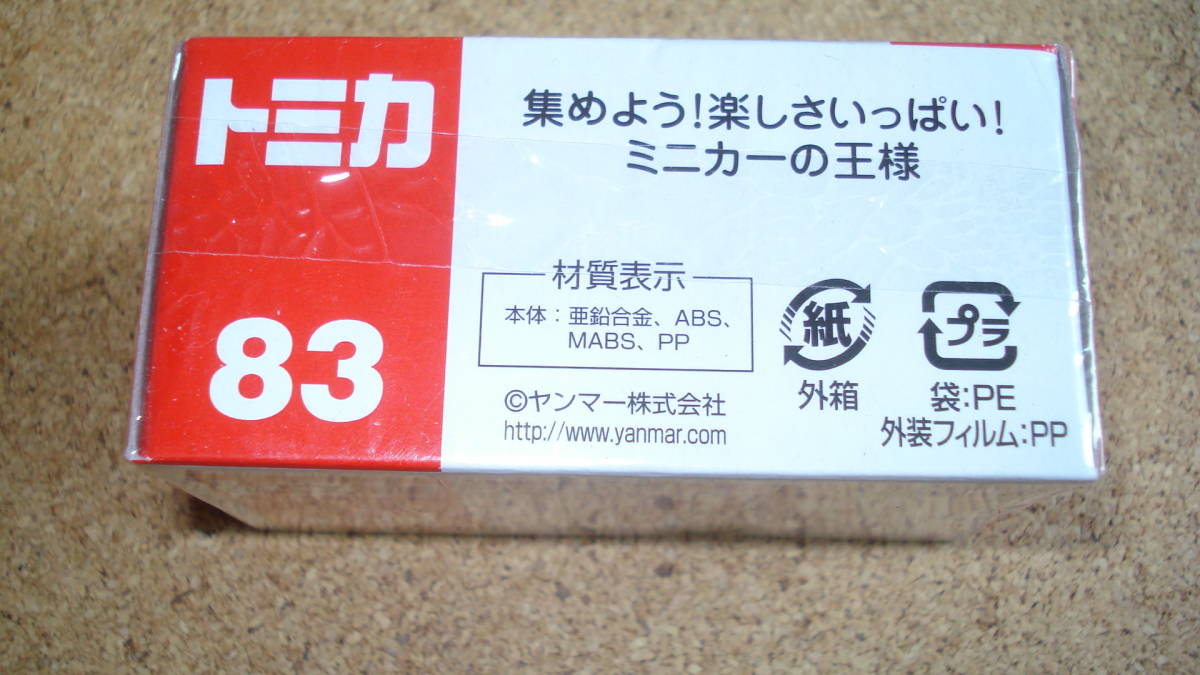 トミカ
83
集めよう!楽しさいっぱい!
ミニカーの王様
材質表示
本体:亜鉛合金、ABS、
MABS、PP
©ヤンマー株式会社
http://www.yanmar.com
紙
外箱
プラ
袋:PE
外装フィルム:PP